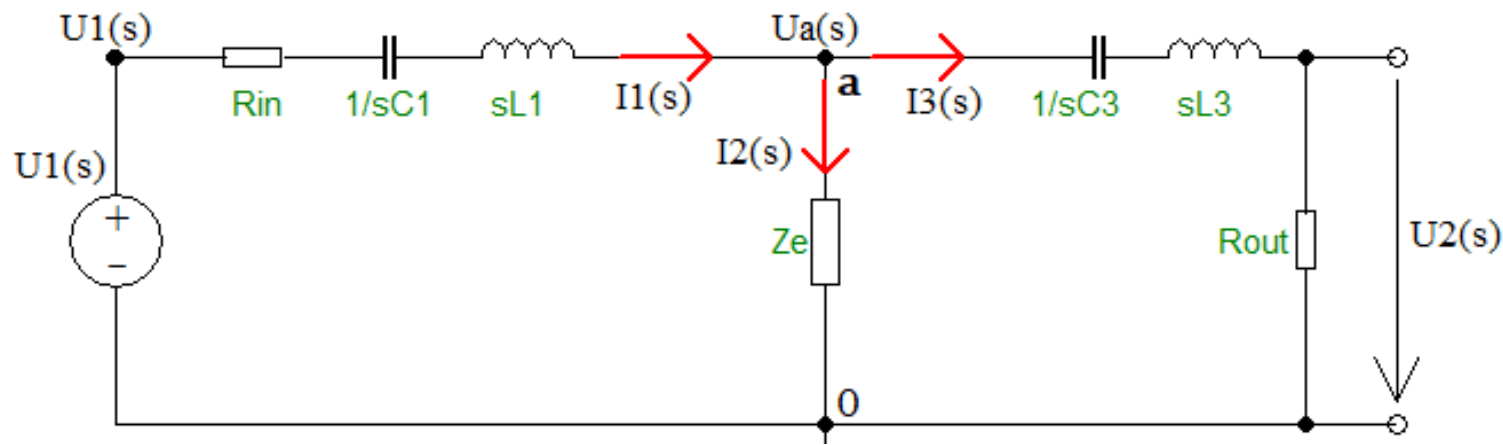 U1(s)
Ua(s)
Rin
1/sC1
sL1
I1(s)
a
I3(s)
1/sC3
sL3
U1(s)
I2(s)
+
−
Ze
Rout
U2(s)
0